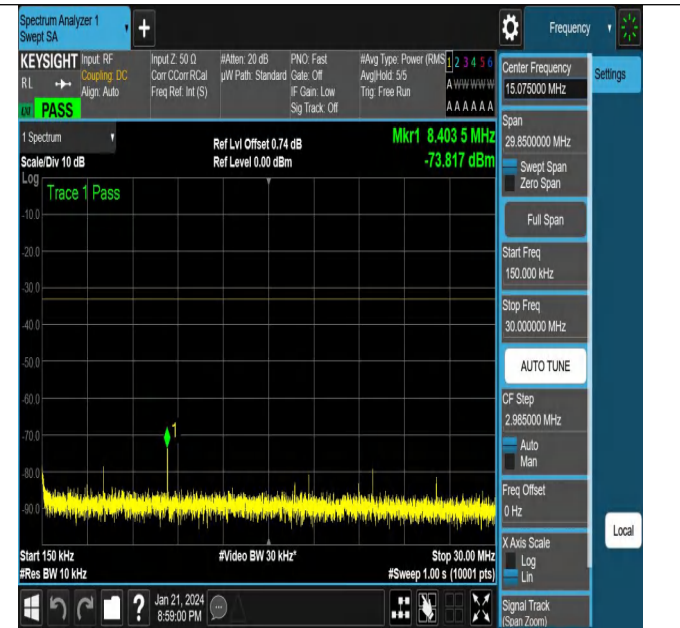 Spectrum Analyzer 1
Swept SA
Frequency
KEYSIGHT
RL
PASS
Input: RF
Coupling: DC
Align: Auto
Input Z: 50 Ω
Corr CCorr RCal
Freq Ref: Int (S)
#Atten: 20 dB
µW Path: Standard
PNO: Fast
Gate: Off
IF Gain: Low
Sig Track: Off
#Avg Type: Power (RMS
Avg|Hold: 5/5
Trig: Free Run
1 2 3 4 5 6
A W W W W W
A A A A A A
1 Spectrum
Scale/Div 10 dB
Ref Lvl Offset 0.74 dB
Ref Level 0.00 dBm
Mkr1 8.403 5 MHz
-73.817 dBm
Log
Trace 1 Pass
-10.0
-20.0
-30.0
-40.0
-50.0
-60.0
-70.0
-80.0
-90.0
1
Start 150 kHz
#Video BW 30 kHz*
Stop 30.00 MHz
#Res BW 10 kHz
#Sweep 1.00 s (10001 pts)
Center Frequency
15.075000 MHz
Settings
Span
29.8500000 MHz
Swept Span
Zero Span
Full Span
Start Freq
150.000 kHz
Stop Freq
30.000000 MHz
AUTO TUNE
CF Step
2.985000 MHz
Auto
Man
Freq Offset
0 Hz
X Axis Scale
Log
Lin
Local
Signal Track
(Span Zoom)
?
Jan 21, 2024
8:59:00 PM